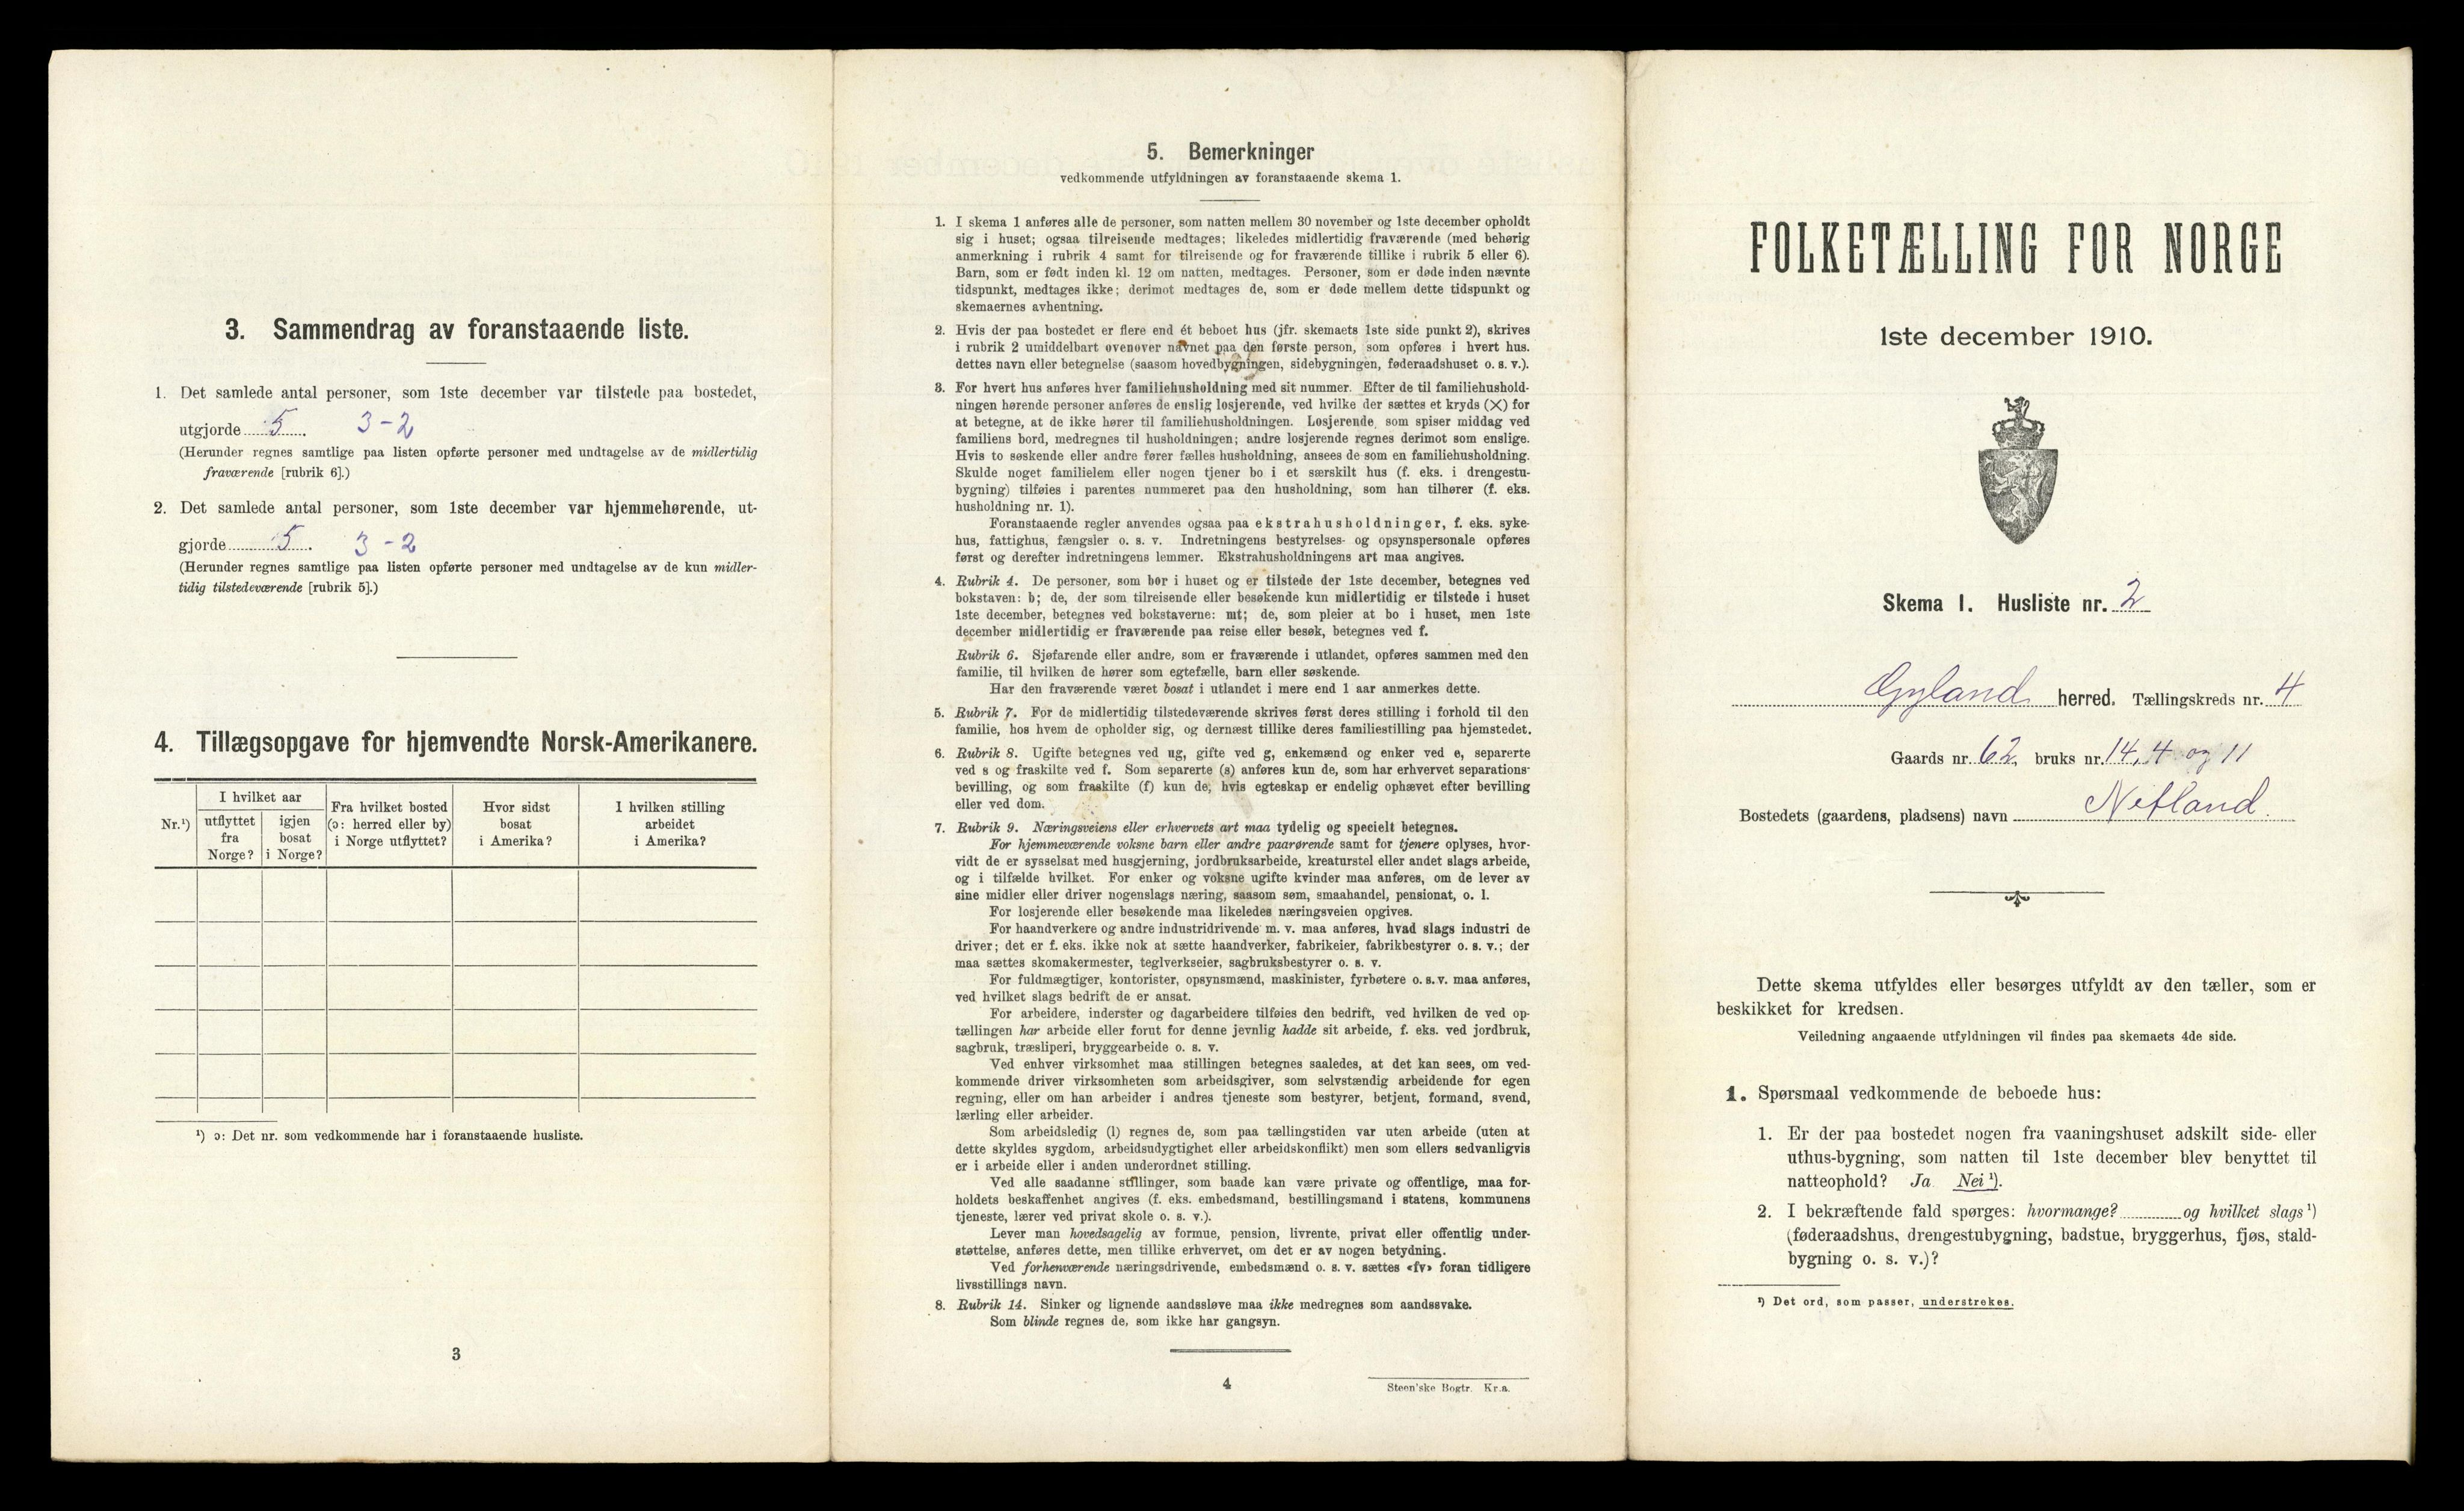 3. Sammendrag av foranstaaende liste.
1. Det samlede antal personer, som 1ste december var tilstede paa bostedet,
utgjorde 5. 3-2
(Herunder regnes samtlige paa listen opførte personer med undtagelse av de midlertidig
fraværende [rubrik 6].)
2. Det samlede antal personer, som 1ste december var hjemmehørende, ut-
gjorde 5. 3-2
(Herunder regnes samtlige paa listen opførte personer med undtagelse av de kun midler-
tidig tilstedeværende [rubrik 5].)
4. Tillægsopgave for hjemvendte Norsk-Amerikanere.
Nr.¹)
I hvilket aar
utflyttet
fra
Norge?
igjen
bosat
i Norge?
Fra hvilket bosted
(ɔ: herred eller by)
i Norge utflyttet?
Hvor sidst
bosat
i Amerika?
I hvilken stilling
arbeidet
i Amerika?
¹) ɔ: Det nr. som vedkommende har i foranstaaende husliste.
3
5. Bemerkninger
vedkommende utfyldningen av foranstaaende skema 1.
1. I skema 1 anføres alle de personer, som natten mellem 30 november og 1ste december opholdt
sig i huset; ogsaa tilreisende medtages; likeledes midlertidig fraværende (med behørig
anmerkning i rubrik 4 samt for tilreisende og for fraværende tillike i rubrik 5 eller 6).
Barn, som er født inden kl. 12 om natten, medtages. Personer, som er døde inden nævnte
tidspunkt, medtages ikke; derimot medtages de, som er døde mellem dette tidspunkt og
skemaernes avhentning.
2. Hvis der paa bostedet er flere end ét beboet hus (jfr. skemaets 1ste side punkt 2), skrives
i rubrik 2 umiddelbart ovenover navnet paa den første person, som opføres i hvert hus.
dettes navn eller betegnelse (saasom hovedbygningen, sidebygningen, føderaadshuset o. s. v.).
3. For hvert hus anføres hver familiehusholdning med sit nummer. Efter de til familiehushold-
ningen hørende personer anføres de enslig losjerende, ved hvilke der sættes et kryds (✕) for
at betegne, at de ikke hører til familiehusholdningen. Losjerende, som spiser middag ved
familiens bord, medregnes til husholdningen; andre losjerende regnes derimot som enslige.
Hvis to søskende eller andre fører fælles husholdning, ansees de som en familiehusholdning.
Skulde noget familielem eller nogen tjener bo i et særskilt hus (f. eks. i drengestu-
bygning) tilføies i parentes nummeret paa den husholdning, som han tilhører (f. eks.
husholdning nr. 1).
Foranstaaende regler anvendes ogsaa paa ekstrahusholdninger, f. eks. syke-
hus, fattighus, fængsler o. s. v. Indretningens bestyrelses- og opsynspersonale opføres
først og derefter indretningens lemmer. Ekstrahusholdningens art maa angives.
4. Rubrik 4. De personer, som bor i huset og er tilstede der 1ste december, betegnes ved
bokstaven: b; de, der som tilreisende eller besøkende kun midlertidig er tilstede i huset
1ste december, betegnes ved bokstaverne: mt; de, som pleier at bo i huset, men 1ste
december midlertidig er fraværende paa reise eller besøk, betegnes ved f.
Rubrik 6. Sjøfarende eller andre, som er fraværende i utlandet, opføres sammen med den
familie, til hvilken de hører som egtefælle, barn eller søskende.
Har den fraværende været bosat i utlandet i mere end 1 aar anmerkes dette.
5. Rubrik 7. For de midlertidig tilstedeværende skrives først deres stilling i forhold til den
familie, hos hvem de opholder sig, og dernæst tillike deres familiestilling paa hjemstedet.
6. Rubrik 8. Ugifte betegnes ved ug, gifte ved g, enkemænd og enker ved e, separerte
ved s og fraskilte ved f. Som separerte (s) anføres kun de, som har erhvervet separations-
bevilling, og som fraskilte (f) kun de, hvis egteskap er endelig ophævet efter bevilling
eller ved dom.
7. Rubrik 9. Næringsveiens eller erhvervets art maa tydelig og specielt betegnes.
For hjemmeværende voksne barn eller andre paarørende samt for tjenere oplyses, hvor-
vidt de er sysselsat med husgjerning, jordbruksarbeide, kreaturstel eller andet slags arbeide,
og i tilfælde hvilket. For enker og voksne ugifte kvinder maa anføres, om de lever av
sine midler eller driver nogenslags næring, saasom søm, smaahandel, pensionat, o. l.
For losjerende eller besøkende maa likeledes næringsveien opgives.
For haandverkere og andre industridrivende m. v. maa anføres, hvad slags industri de
driver; det er f. eks. ikke nok at sætte haandverker, fabrikeier, fabrikbestyrer o. s. v.; der
maa sættes skomakermester, teglverkseier, sagbruksbestyrer o. s. v.
For fuldmægtiger, kontorister, opsynsmænd, maskinister, fyrbøtere o. s. v. maa anføres,
ved hvilket slags bedrift de er ansat.
For arbeidere, inderster og dagarbeidere tilføies den bedrift, ved hvilken de ved op-
tællingen har arbeide eller forut for denne jevnlig hadde sit arbeide, f. eks. ved jordbruk,
sagbruk, træsliperi, bryggearbeide o. s. v.
Ved enhver virksomhet maa stillingen betegnes saaledes, at det kan sees, om ved-
kommende driver virksomheten som arbeidsgiver, som selvstændig arbeidende for egen
regning, eller om han arbeider i andres tjeneste som bestyrer, betjent, formand, svend,
lærling eller arbeider.
Som arbeidsledig (l) regnes de, som paa tællingstiden var uten arbeide (uten at
dette skyldes sygdom, arbeidsudygtighet eller arbeidskonflikt) men som ellers sedvanligvis
er i arbeide eller i anden underordnet stilling.
Ved alle saadanne stillinger, som baade kan være private og offentlige, maa for-
holdets beskaffenhet angives (f. eks. embedsmand, bestillingsmand i statens, kommunens
tjeneste, lærer ved privat skole o. s. v.).
Lever man hovedsagelig av formue, pension, livrente, privat eller offentlig under-
støttelse, anføres dette, men tillike erhvervet, om det er av nogen betydning.
Ved forhenværende næringsdrivende, embedsmænd o. s. v. sættes «fv» foran tidligere
livsstillings navn.
8. Rubrik 14. Sinker og lignende aandssløve maa ikke medregnes som aandssvake.
Som blinde regnes de, som ikke har gangsyn.
4
Steen'ske Bogtr. Kr.a.
FOLKETÆLLING FOR NORGE
1ste december 1910.
Skema 1. Husliste nr. 2
Gyland herred. Tællingskreds nr. 4
Gaards nr. 62, bruks nr. 14, 4 og 11
Bostedets (gaardens, pladsens) navn Netland.
Dette skema utfyldes eller besørges utfyldt av den tæller, som er
beskikket for kredsen.
Veiledning angaaende utfyldningen vil findes paa skemaets 4de side.
1. Spørsmaal vedkommende de beboede hus:
1. Er der paa bostedet nogen fra vaaningshuset adskilt side- eller
uthus-bygning, som natten til 1ste december blev benyttet til
natteophold? Ja Nei ¹).
2. I bekræftende fald spørges: hvormange? og hvilket slags ¹)
(føderaadshus, drengestubygning, badstue, bryggerhus, fjøs, stald-
bygning o. s. v.)?
¹) Det ord, som passer, understrekes.